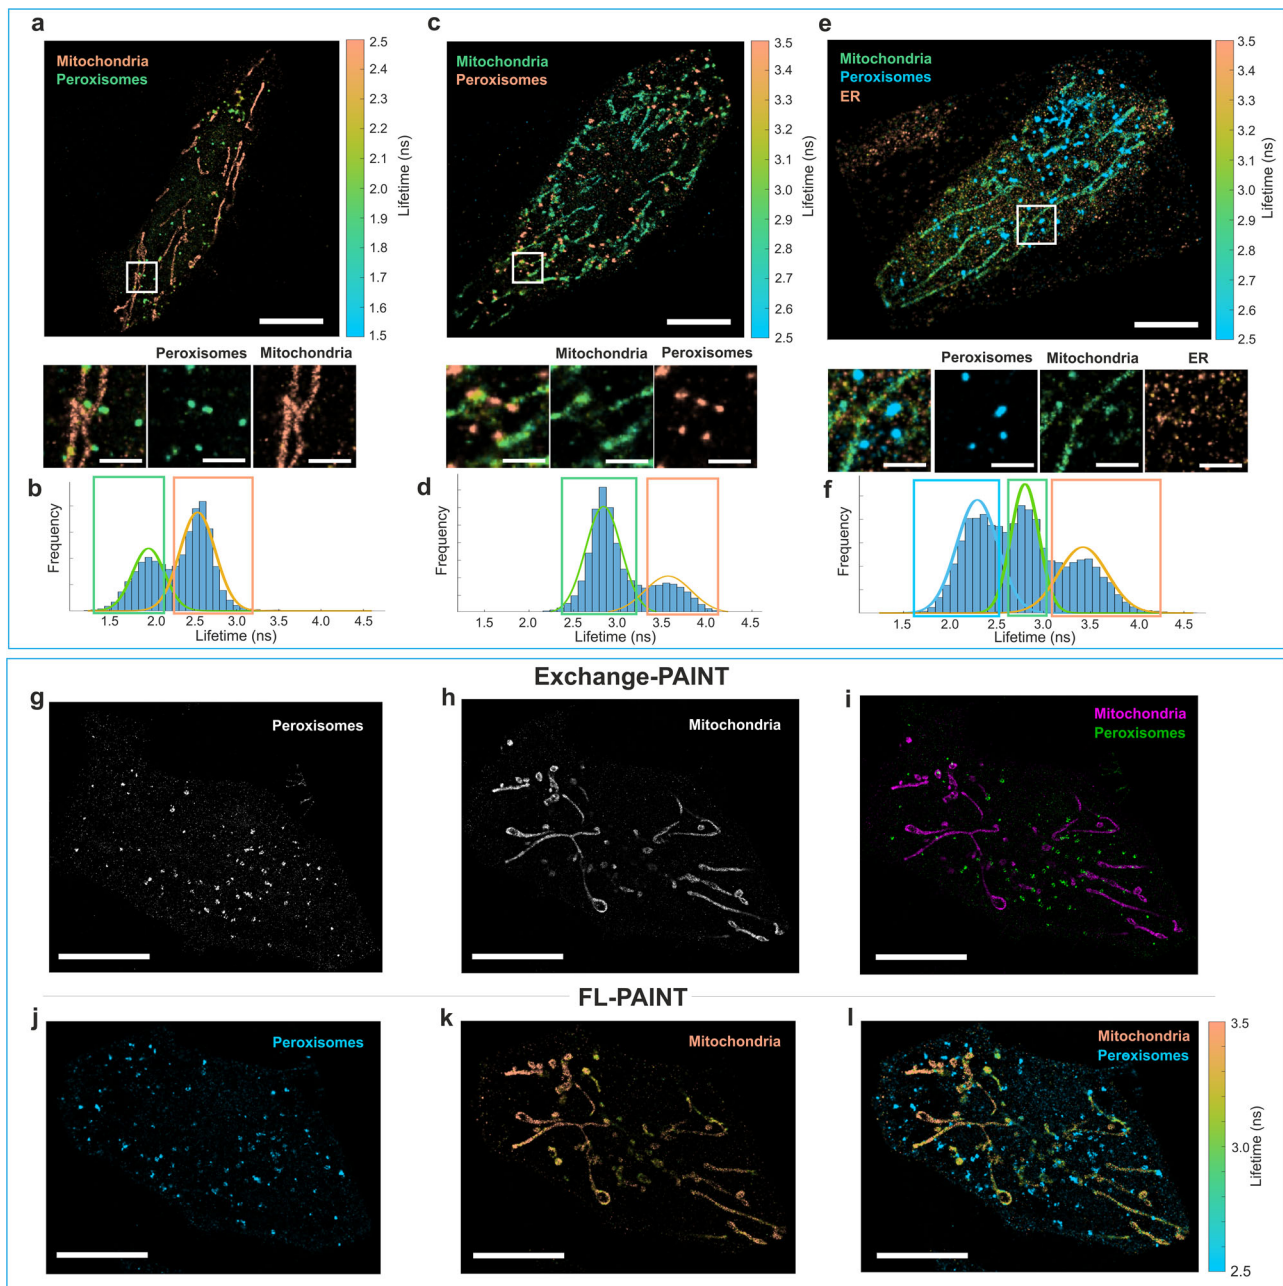 a
Mitochondria
Peroxisomes
2.5
2.4
2.3
2.2
2.1
2.0
1.9
1.8
1.7
1.6
1.5
Lifetime (ns)
c
Mitochondria
Peroxisomes
3.5
3.4
3.3
3.2
3.1
3.0
2.9
2.8
2.7
2.6
2.5
Lifetime (ns)
e
Mitochondria
Peroxisomes
ER
3.5
3.4
3.3
3.2
3.1
3.0
2.9
2.8
2.7
2.6
2.5
Lifetime (ns)
Peroxisomes Mitochondria
Mitochondria Peroxisomes
Peroxisomes Mitochondria ER
b
Frequency
1.5 2.0 2.5 3.0 3.5 4.0 4.5
Lifetime (ns)
d
Frequency
1.5 2.0 2.5 3.0 3.5 4.0 4.5
Lifetime (ns)
f
Frequency
1.5 2.0 2.5 3.0 3.5 4.0 4.5
Lifetime (ns)
Exchange-PAINT
g
Peroxisomes
h
Mitochondria
i
Mitochondria
Peroxisomes
FL-PAINT
j
Peroxisomes
k
Mitochondria
l
Mitochondria
Peroxisomes
3.5
3.0
2.5
Lifetime (ns)